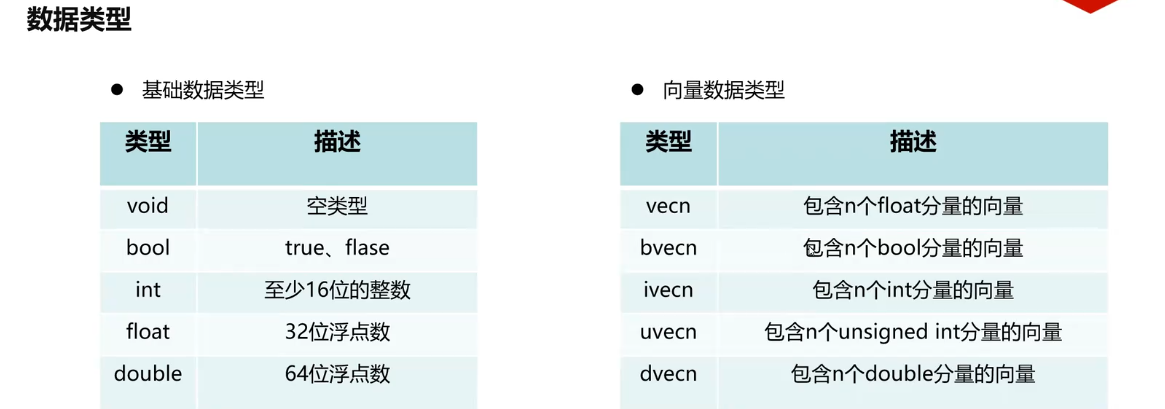 数据类型
● 基础数据类型
类型 描述
void 空类型
bool true、flase
int 至少16位的整数
float 32位浮点数
double 64位浮点数
● 向量数据类型
类型 描述
vecn 包含n个float分量的向量
bvecn 包含n个bool分量的向量
ivecn 包含n个int分量的向量
uvecn 包含n个unsigned int分量的向量
dvecn 包含n个double分量的向量